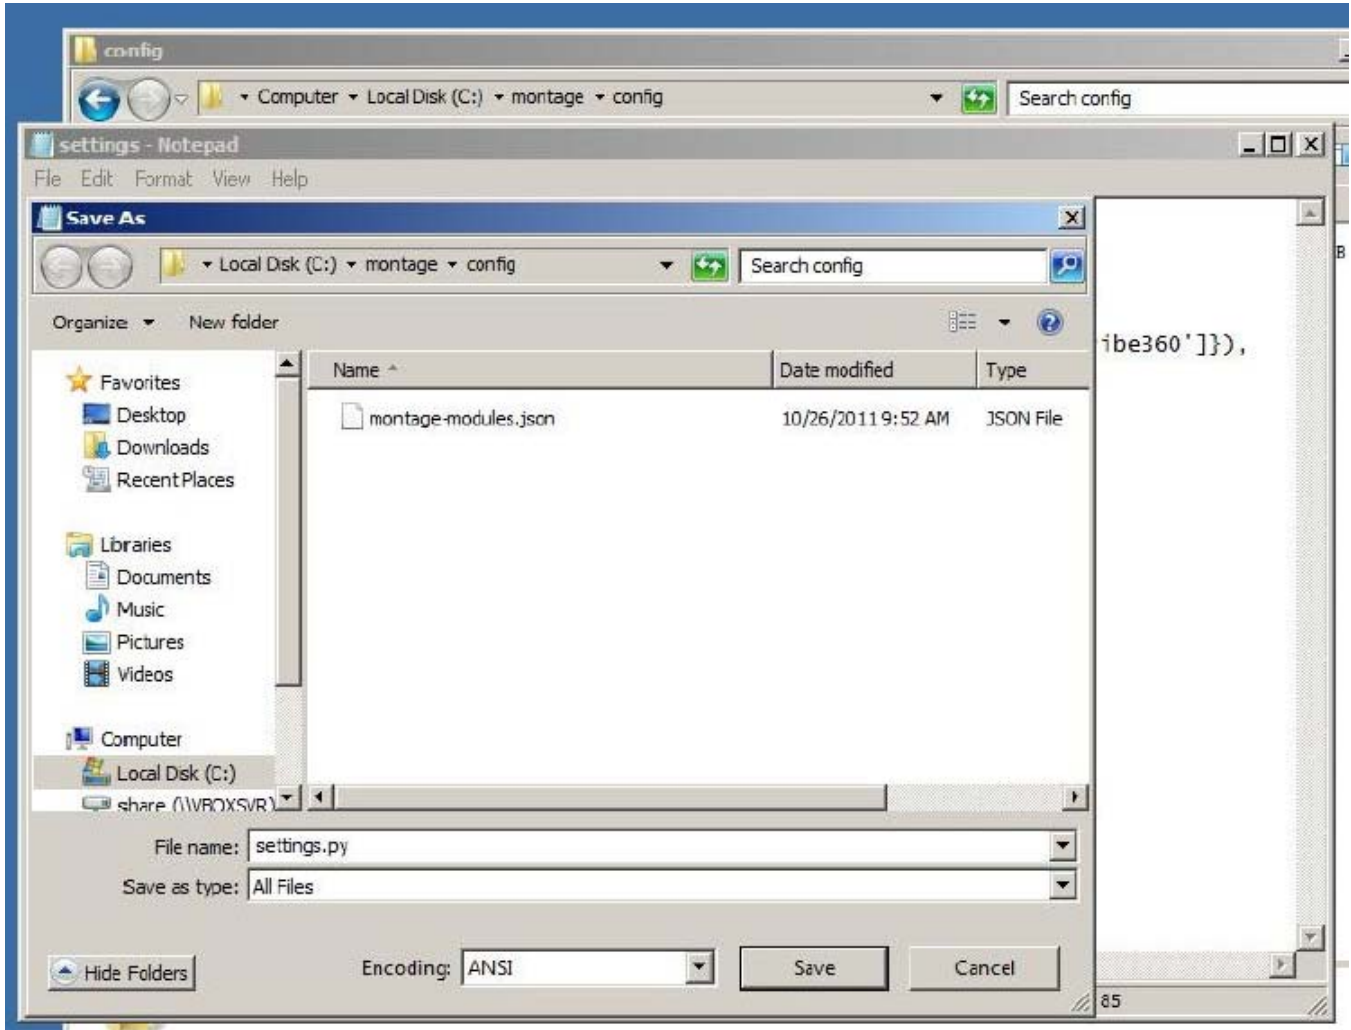 config
Computer Local Disk (C:) montage config
Search config
settings - Notepad
File Edit Format View Help
Save As
Local Disk (C:) montage config
Search config
Organize New folder
ibe360']}),
Name Date modified Type
montage-modules.json 10/26/2011 9:52 AM JSON File
Favorites
Desktop
Downloads
Recent Places
Libraries
Documents
Music
Pictures
Videos
Computer
Local Disk (C:)
share (\\VBOXSVR)
File name: settings.py
Save as type: All Files
Hide Folders
Encoding: ANSI
Save
Cancel
85
B